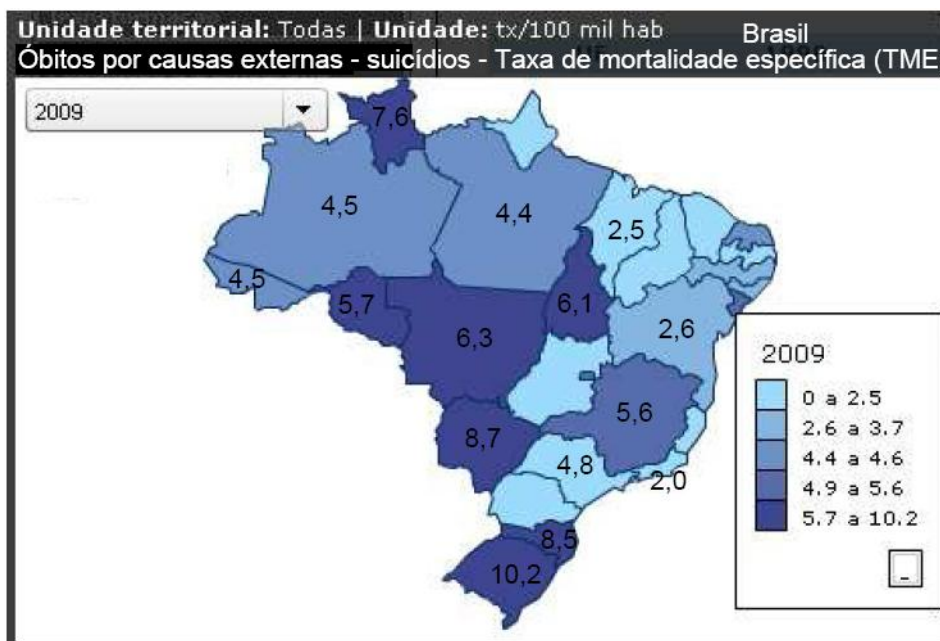 Unidade territorial: Todas | Unidade: tx/100 mil hab Brasil
Óbitos por causas externas - suicídios - Taxa de mortalidade específica (TME
2009
7,6
4,5
4,4
2,5
4,5
5,7
6,1
6,3
2,6
5,6
8,7
4,8
2,0
8,5
10,2
2009
0 a 2.5
2.6 a 3.7
4.4 a 4.6
4.9 a 5.6
5.7 a 10.2
-